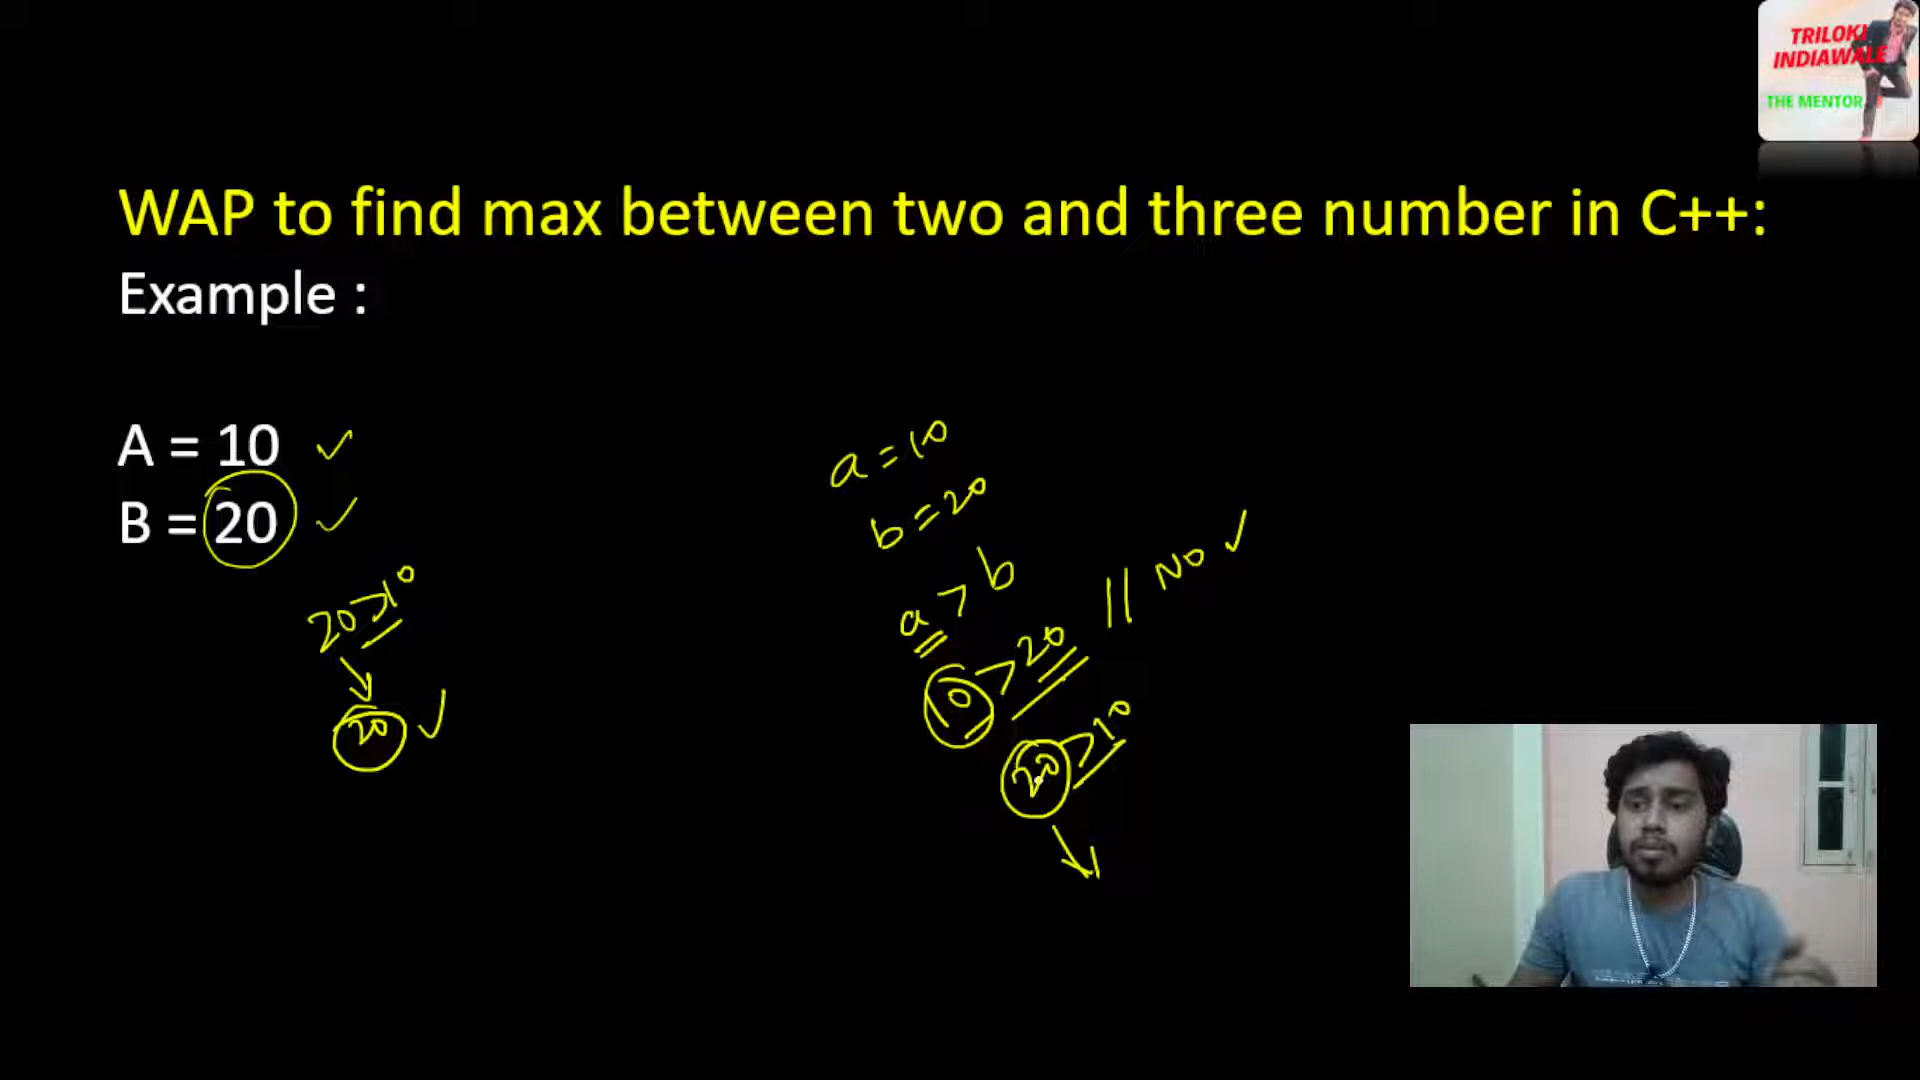 TRILOKI
INDIAWALE
THE MENTOR
WAP to find max between two and three number in C++:
Example :
A = 10
B = 20
20>10
20
a=10
b=20
a > b
10>20 // NO
20>10